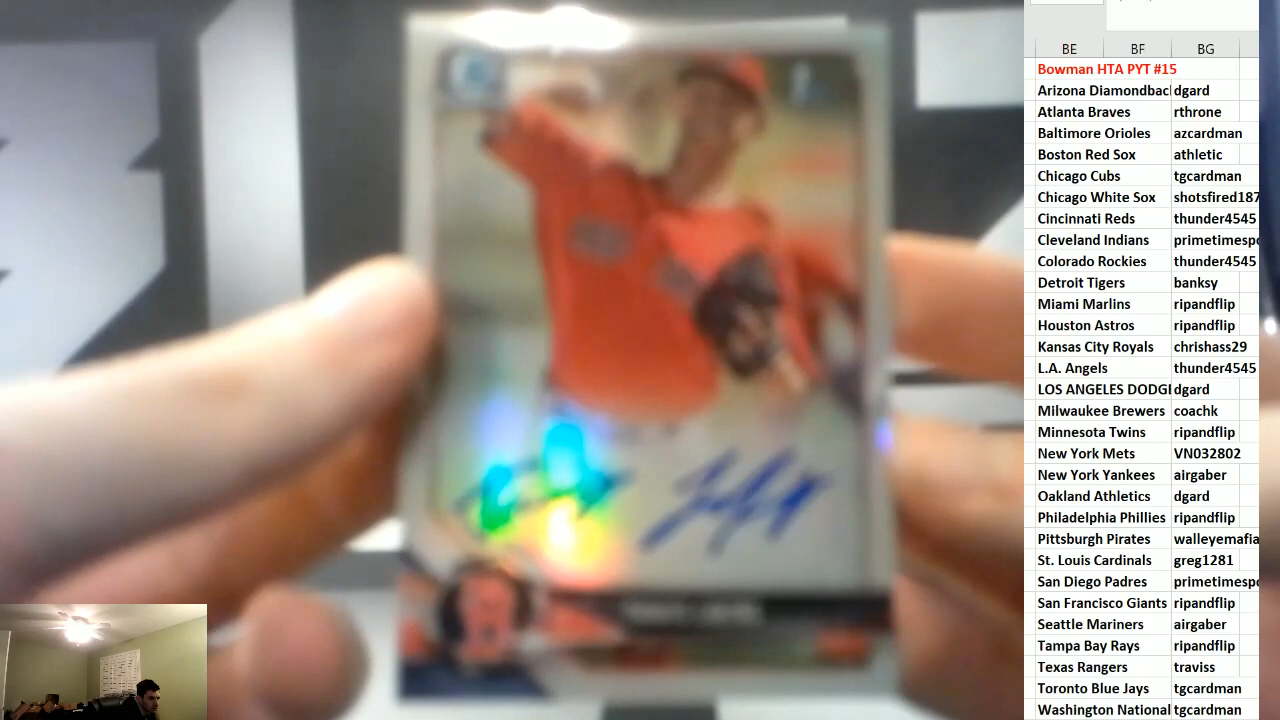 BE BF BG
Bowman HTA PYT #15
Arizona Diamondbacl dgard
Atlanta Braves rthrone
Baltimore Orioles azcardman
Boston Red Sox athletic
Chicago Cubs tgcardman
Chicago White Sox shotsfired187
Cincinnati Reds thunder4545
Cleveland Indians primetimespo
Colorado Rockies thunder4545
Detroit Tigers banksy
Miami Marlins ripandflip
Houston Astros ripandflip
Kansas City Royals chrishass29
L.A. Angels thunder4545
LOS ANGELES DODGI dgard
Milwaukee Brewers coachk
Minnesota Twins ripandflip
New York Mets VN032802
New York Yankees airgaber
Oakland Athletics dgard
Philadelphia Phillies ripandflip
Pittsburgh Pirates walleyemafia
St. Louis Cardinals greg1281
San Diego Padres primetimespo
San Francisco Giants ripandflip
Seattle Mariners airgaber
Tampa Bay Rays ripandflip
Texas Rangers traviss
Toronto Blue Jays tgcardman
Washington National tgcardman